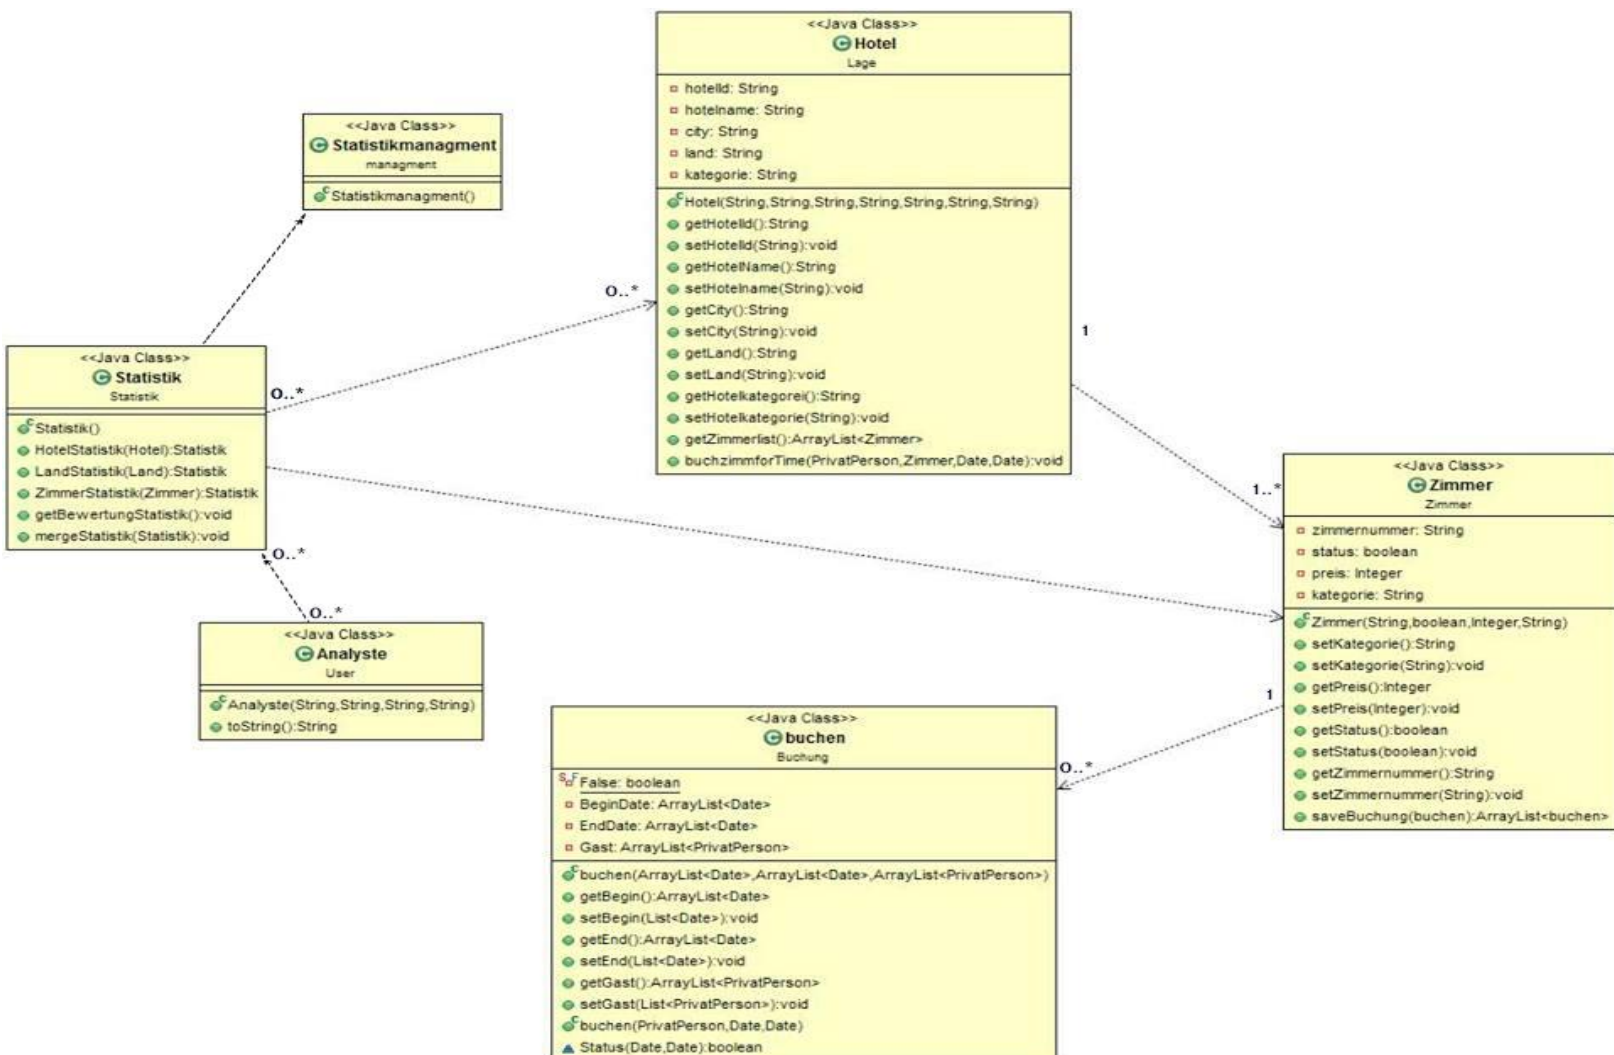 <<Java Class>>
Hotel
Lage
hotelId: String
hotelname: String
city: String
land: String
kategorie: String
Hotel(String,String,String,String,String,String,String)
getHotelId():String
setHotelId(String):void
getHotelName():String
setHotelname(String):void
getCity():String
setCity(String):void
getLand():String
setLand(String):void
getHotelkategorei():String
setHotelkategorie(String):void
getZimmerlist():ArrayList<Zimmer>
buchzimmforTime(PrivatPerson,Zimmer,Date,Date):void
<<Java Class>>
Statistikmanagment
managment
Statistikmanagment()
0..*
1
<<Java Class>>
Statistik
Statistik
Statistik()
HotelStatistik(Hotel):Statistik
LandStatistik(Land):Statistik
ZimmerStatistik(Zimmer):Statistik
getBewertungStatistik():void
mergeStatistik(Statistik):void
0..*
0..*
0..*
<<Java Class>>
Analyste
User
Analyste(String,String,String,String)
toString():String
1..*
<<Java Class>>
Zimmer
Zimmer
zimmernummer: String
status: boolean
preis: Integer
kategorie: String
Zimmer(String,boolean,Integer,String)
setKategorie():String
setKategorie(String):void
getPreis():Integer
setPreis(Integer):void
getStatus():boolean
setStatus(boolean):void
getZimmernummer():String
setZimmernummer(String):void
saveBuchung(buchen):ArrayList<buchen>
1
0..*
<<Java Class>>
buchen
Buchung
False: boolean
BeginDate: ArrayList<Date>
EndDate: ArrayList<Date>
Gast: ArrayList<PrivatPerson>
buchen(ArrayList<Date>,ArrayList<Date>,ArrayList<PrivatPerson>)
getBegin():ArrayList<Date>
setBegin(List<Date>):void
getEnd():ArrayList<Date>
setEnd(List<Date>):void
getGast():ArrayList<PrivatPerson>
setGast(List<PrivatPerson>):void
buchen(PrivatPerson,Date,Date)
Status(Date,Date):boolean